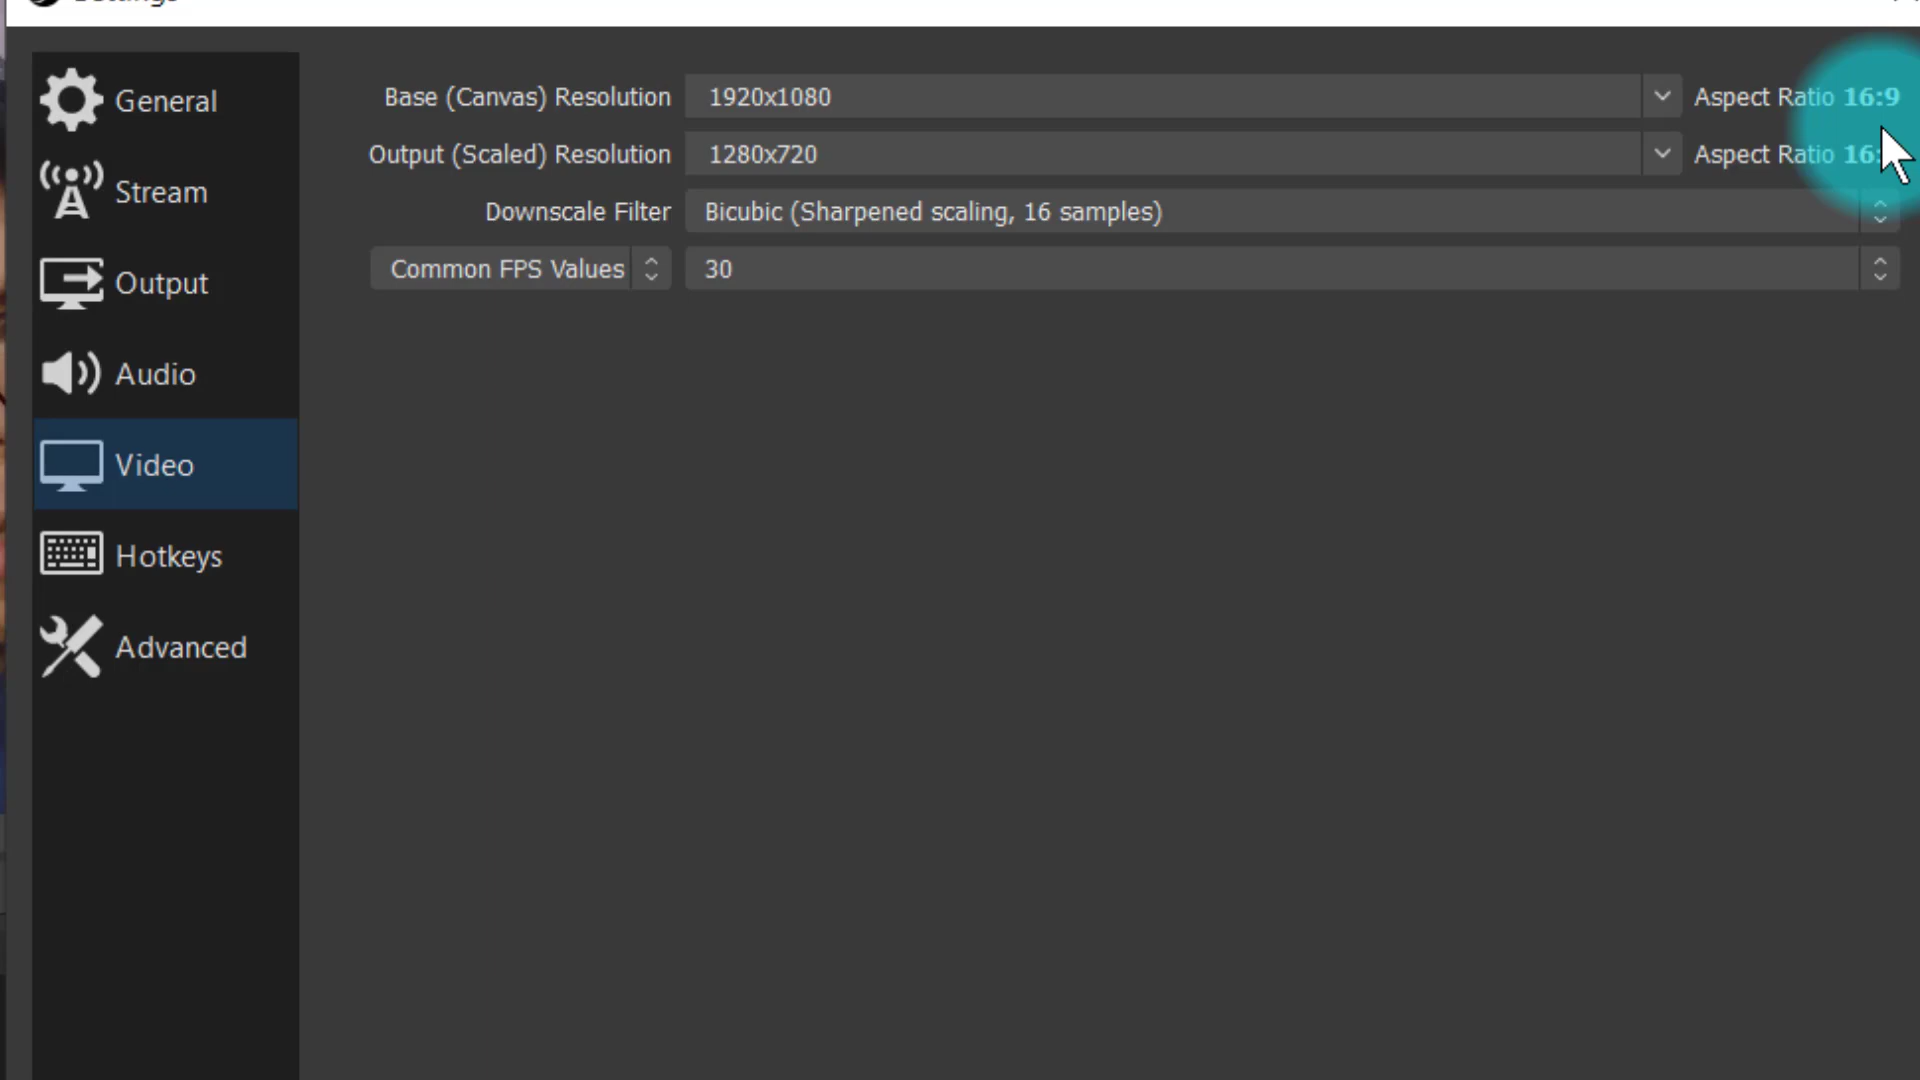 General
Stream
Output
Audio
Video
Hotkeys
Advanced
Base (Canvas) Resolution 1920x1080 Aspect Ratio 16:9
Output (Scaled) Resolution 1280x720 Aspect Ratio 16:
Downscale Filter Bicubic (Sharpened scaling, 16 samples)
Common FPS Values 30